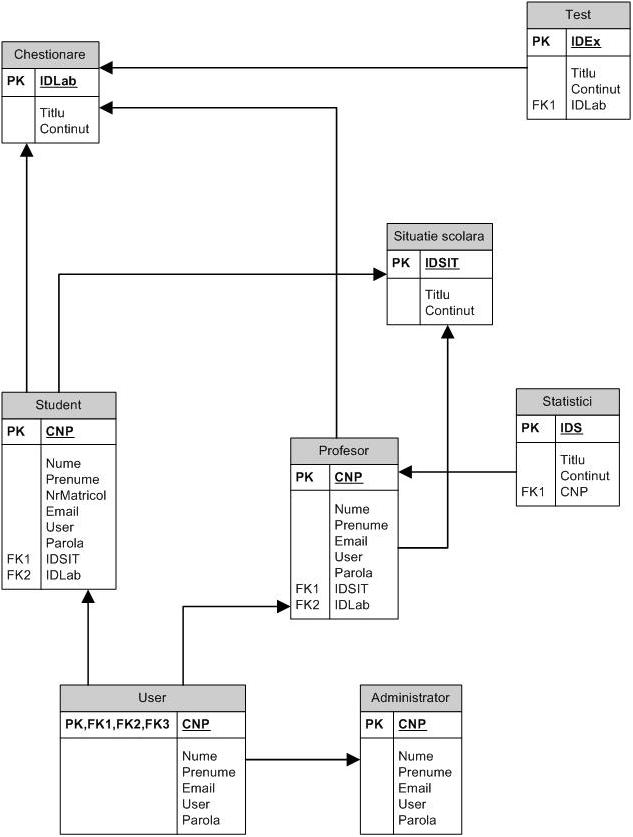 Test
PK IDEx
Titlu
Continut
FK1 IDLab
Chestionare
PK IDLab
Titlu
Continut
Situatie scolara
PK IDSIT
Titlu
Continut
Student
PK CNP
Nume
Prenume
NrMatricol
Email
User
Parola
FK1 IDSIT
FK2 IDLab
Profesor
PK CNP
Nume
Prenume
Email
User
Parola
FK1 IDSIT
FK2 IDLab
Statistici
PK IDS
Titlu
Continut
FK1 CNP
User
PK,FK1,FK2,FK3 CNP
Nume
Prenume
Email
User
Parola
Administrator
PK CNP
Nume
Prenume
Email
User
Parola